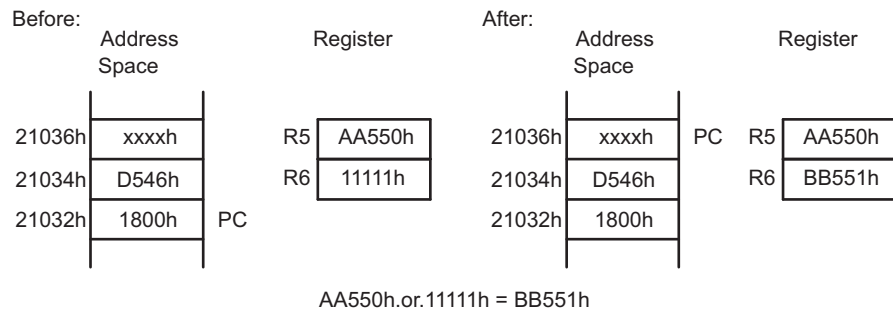 Before:
Address
Space
Register
21036h xxxxh R5 AA550h
21034h D546h R6 11111h
21032h 1800h PC
After:
Address
Space
Register
21036h xxxxh PC R5 AA550h
21034h D546h R6 BB551h
21032h 1800h
AA550h.or.11111h = BB551h